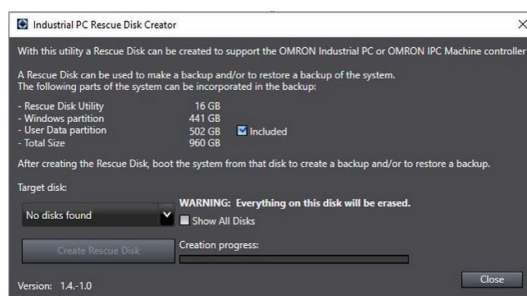 Industrial PC Rescue Disk Creator
With this utility a Rescue Disk can be created to support the OMRON Industrial PC or OMRON IPC Machine controller
A Rescue Disk can be used to make a backup and/or to restore a backup of the system.
The following parts of the system can be incorporated in the backup:
- Rescue Disk Utility 16 GB
- Windows partition 441 GB
- User Data partition 502 GB Included
- Total Size 960 GB
After creating the Rescue Disk, boot the system from that disk to create a backup and/or to restore a backup.
Target disk:
WARNING: Everything on this disk will be erased.
No disks found
Show All Disks
Create Rescue Disk
Creation progress:
Version: 1.4.-1.0
Close